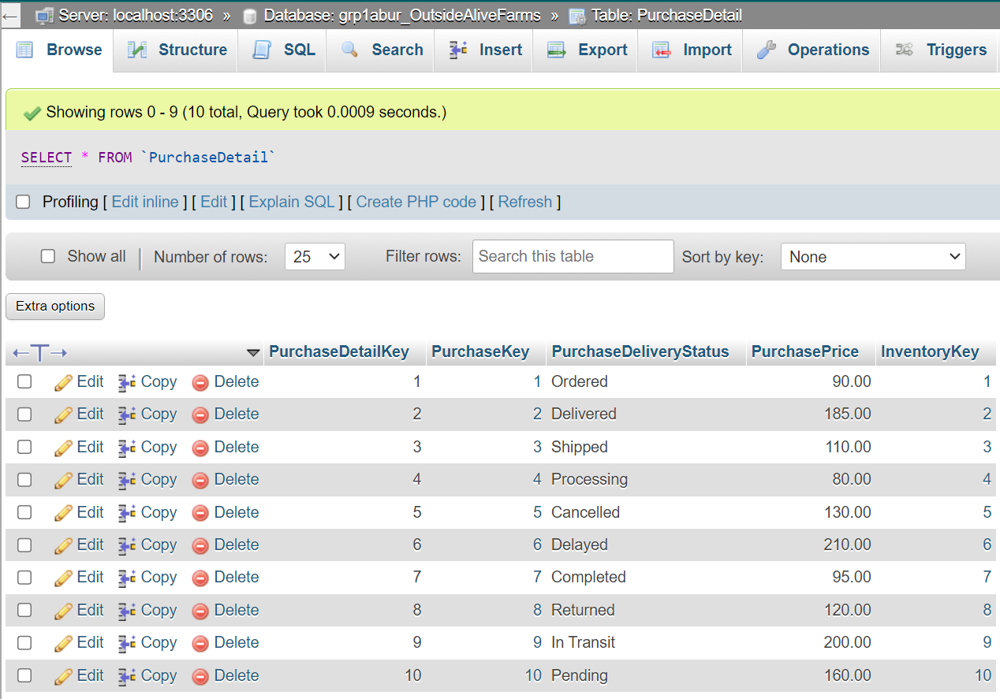 ← Server: localhost:3306 » Database: grp1abur_OutsideAliveFarms » Table: PurchaseDetail
Browse Structure SQL Search Insert Export Import Operations Triggers
Showing rows 0 - 9 (10 total, Query took 0.0009 seconds.)
SELECT * FROM `PurchaseDetail`
Profiling [ Edit inline ] [ Edit ] [ Explain SQL ] [ Create PHP code ] [ Refresh ]
Show all | Number of rows: 25 Filter rows: Search this table Sort by key: None
Extra options
←T→ PurchaseDetailKey PurchaseKey PurchaseDeliveryStatus PurchasePrice InventoryKey
Edit Copy Delete 1 1 Ordered 90.00 1
Edit Copy Delete 2 2 Delivered 185.00 2
Edit Copy Delete 3 3 Shipped 110.00 3
Edit Copy Delete 4 4 Processing 80.00 4
Edit Copy Delete 5 5 Cancelled 130.00 5
Edit Copy Delete 6 6 Delayed 210.00 6
Edit Copy Delete 7 7 Completed 95.00 7
Edit Copy Delete 8 8 Returned 120.00 8
Edit Copy Delete 9 9 In Transit 200.00 9
Edit Copy Delete 10 10 Pending 160.00 10